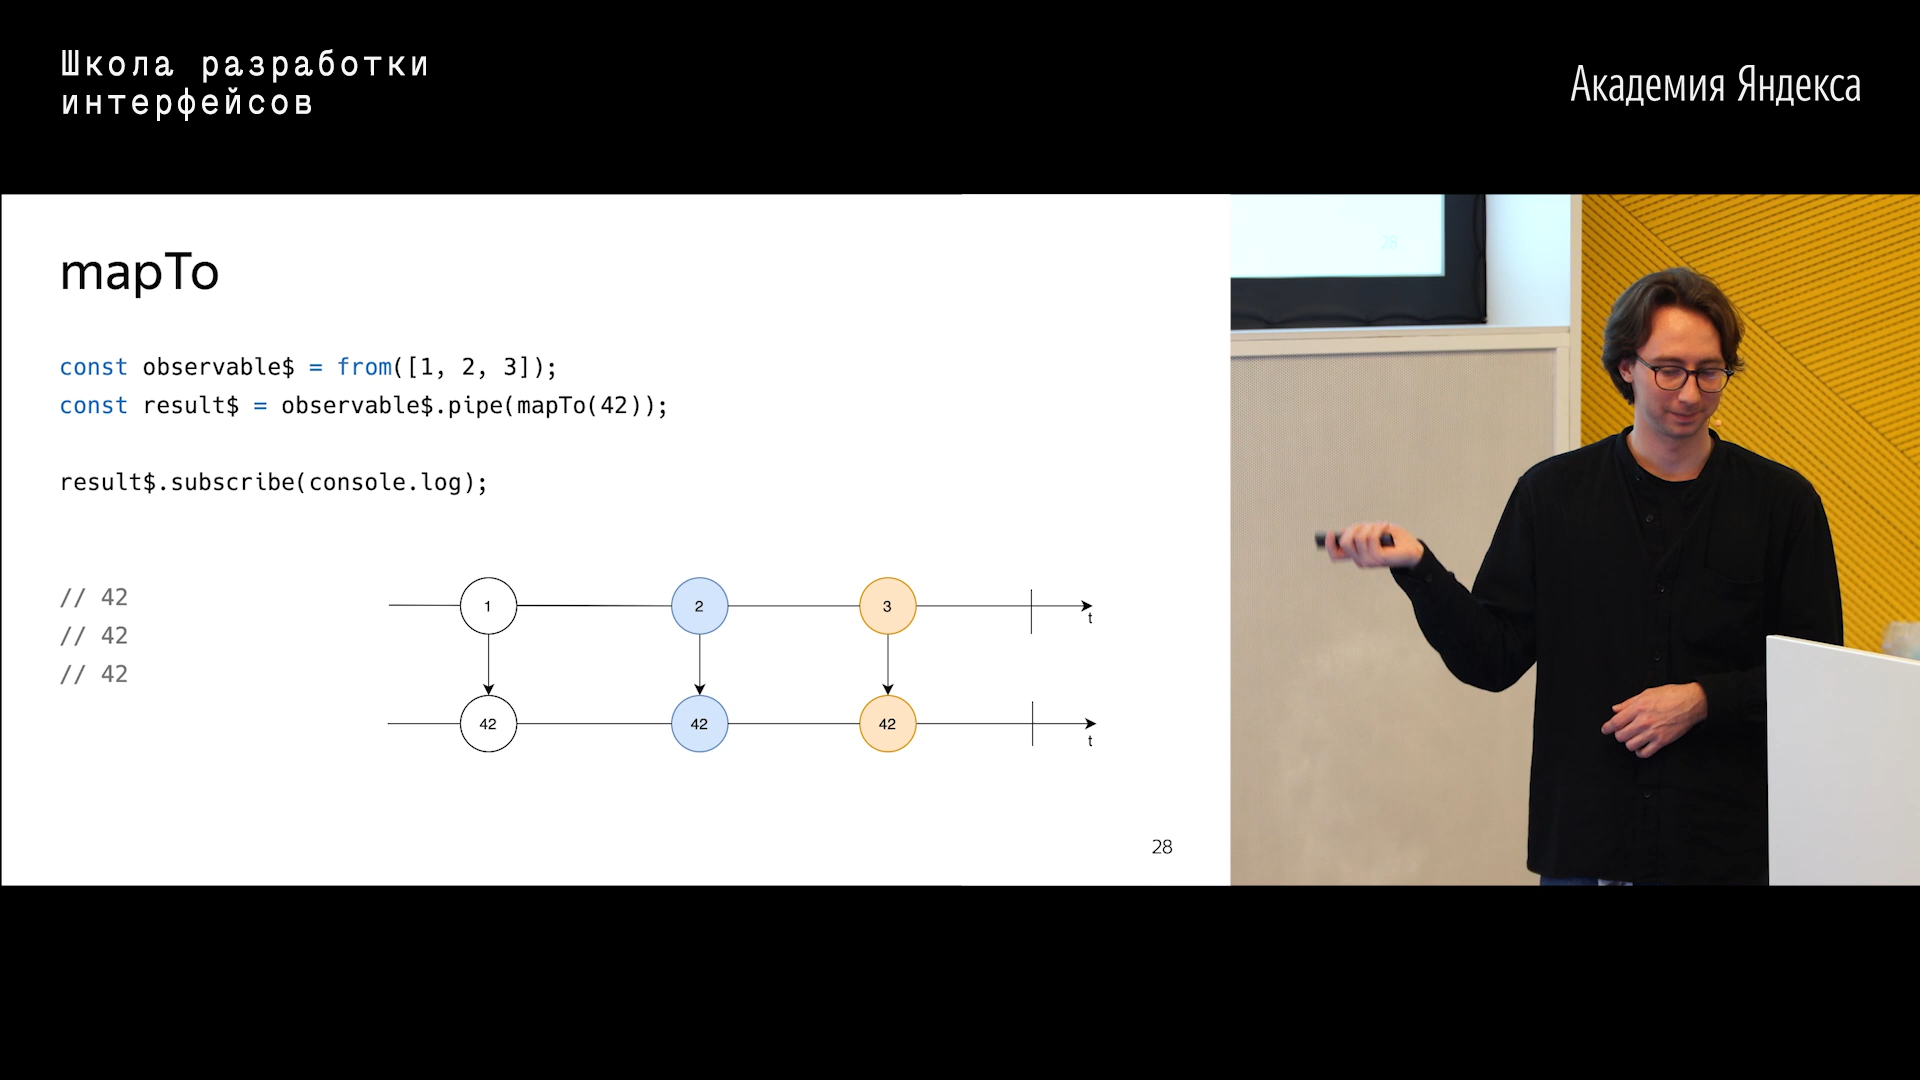 Школа разработки
интерфейсов
Академия Яндекса
mapTo
const observable$ = from([1, 2, 3]);
const result$ = observable$.pipe(mapTo(42));
result$.subscribe(console.log);
// 42
// 42
// 42
1
2
3
t
42
42
42
t
28
28